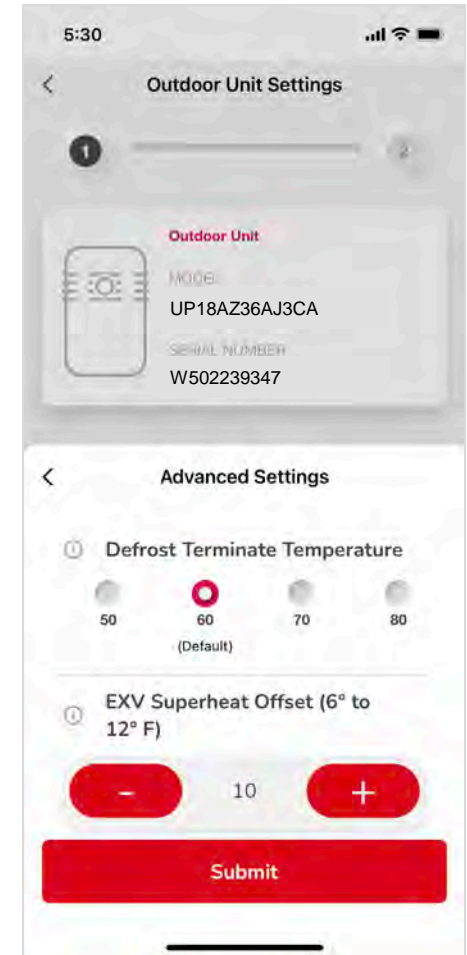 5:30
Outdoor Unit Settings
1
2
Outdoor Unit
MODEL
UP18AZ36AJ3CA
SERIAL NUMBER
W502239347
Advanced Settings
Defrost Terminate Temperature
50 60 70 80
(Default)
EXV Superheat Offset (6° to
12° F)
- 10 +
Submit